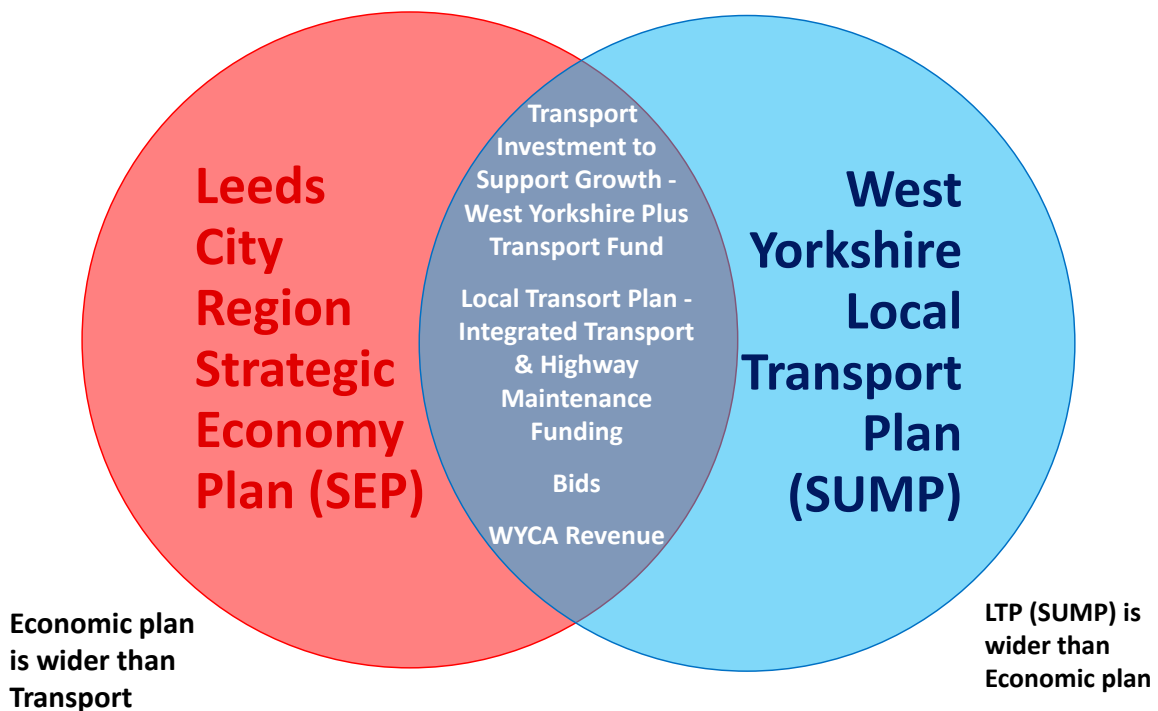 Leeds
City
Region
Strategic
Economy
Plan (SEP)
Transport
Investment to
Support Growth -
West Yorkshire Plus
Transport Fund
Local Transort Plan -
Integrated Transport
& Highway
Maintenance
Funding
Bids
WYCA Revenue
West
Yorkshire
Local
Transport
Plan
(SUMP)
Economic plan
is wider than
Transport
LTP (SUMP) is
wider than
Economic plan